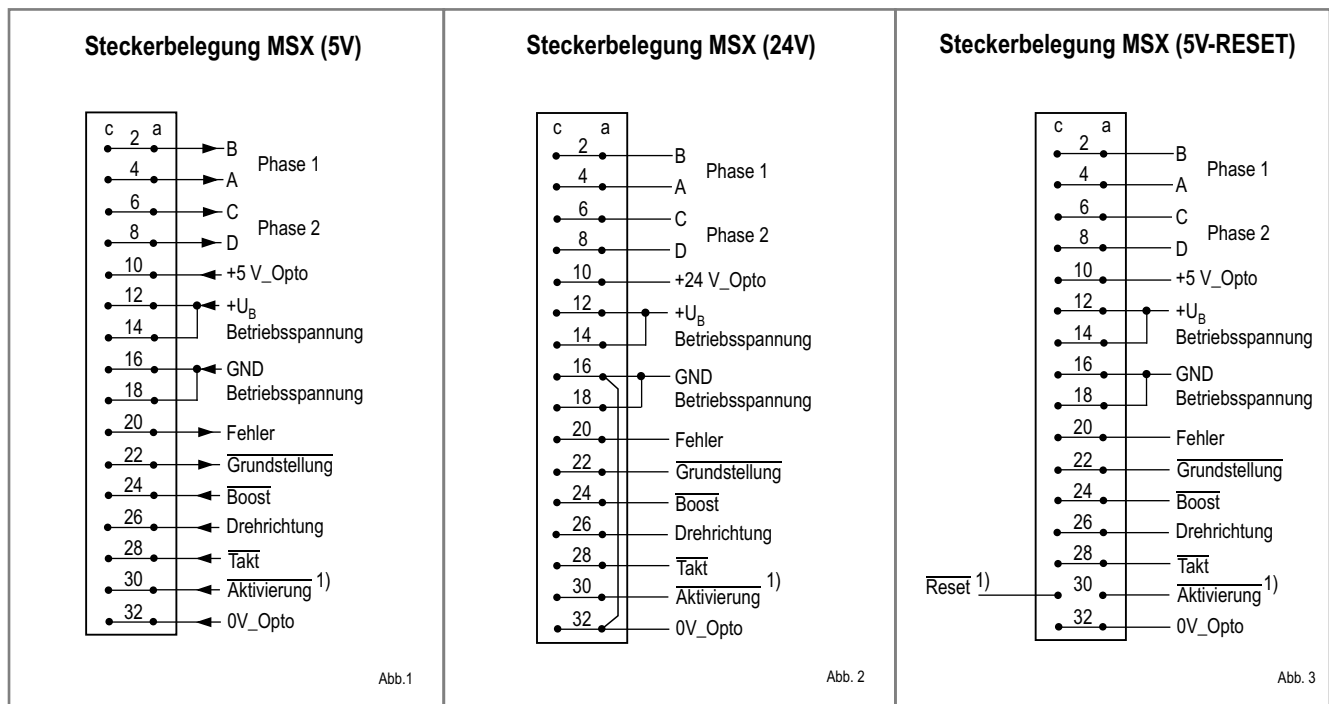 Steckerbelegung MSX (5V)
c a
2 B
Phase 1
4 A
6 C
Phase 2
8 D
10 +5 V_Opto
12 +U_B
14 Betriebsspannung
16 GND
18 Betriebsspannung
20 Fehler
22 Grundstellung
24 Boost
26 Drehrichtung
28 Takt
30 Aktivierung 1)
32 0V_Opto
Abb.1
Steckerbelegung MSX (24V)
c a
2 B
Phase 1
4 A
6 C
Phase 2
8 D
10 +24 V_Opto
12 +U_B
14 Betriebsspannung
16 GND
18 Betriebsspannung
20 Fehler
22 Grundstellung
24 Boost
26 Drehrichtung
28 Takt
30 Aktivierung 1)
32 0V_Opto
Abb. 2
Steckerbelegung MSX (5V-RESET)
c a
2 B
Phase 1
4 A
6 C
Phase 2
8 D
10 +5 V_Opto
12 +U_B
14 Betriebsspannung
16 GND
18 Betriebsspannung
20 Fehler
22 Grundstellung
24 Boost
26 Drehrichtung
28 Takt
Reset 1) 30 Aktivierung 1)
32 0V_Opto
Abb. 3